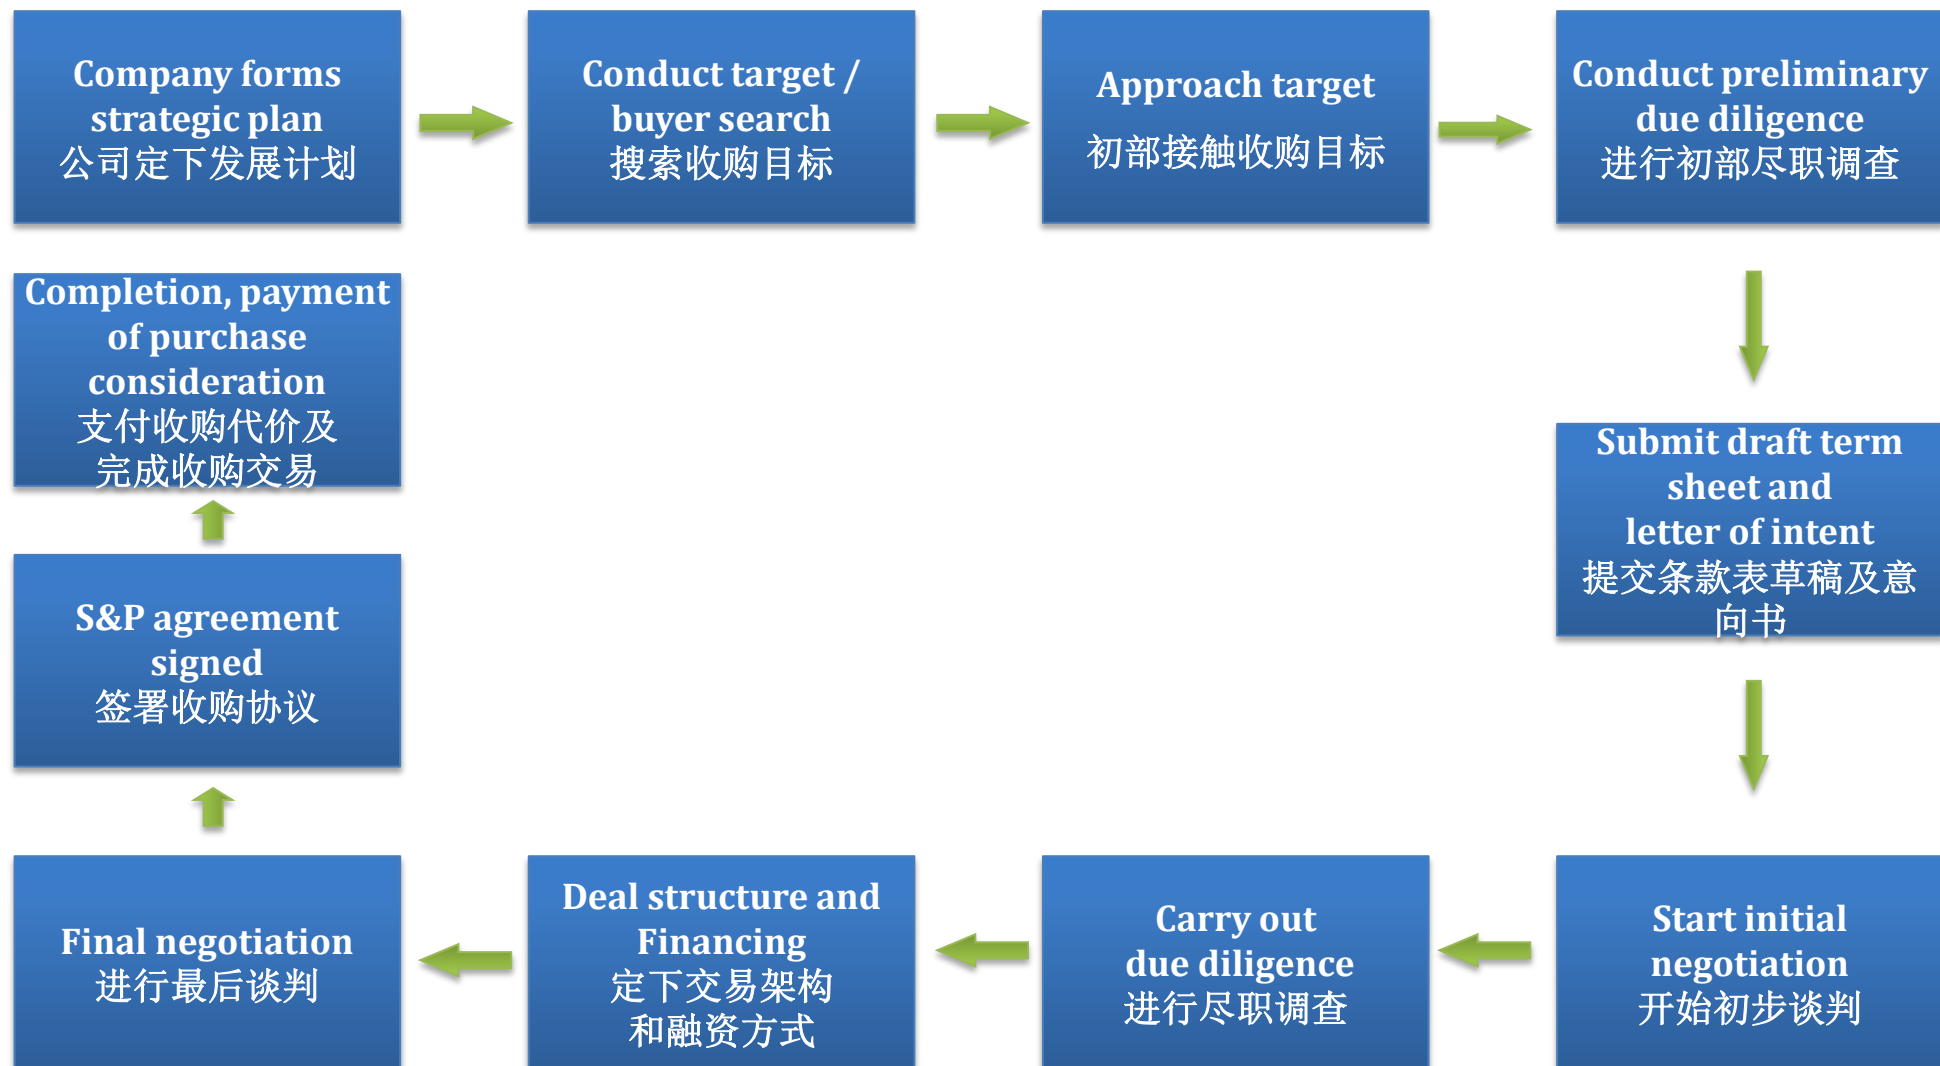 Company forms
strategic plan
公司定下发展计划
Conduct target /
buyer search
搜索收购目标
Approach target
初部接触收购目标
Conduct preliminary
due diligence
进行初部尽职调查
Submit draft term
sheet and
letter of intent
提交条款表草稿及意
向书
Start initial
negotiation
开始初步谈判
Carry out
due diligence
进行尽职调查
Deal structure and
Financing
定下交易架构
和融资方式
Final negotiation
进行最后谈判
S&P agreement
signed
签署收购协议
Completion, payment
of purchase
consideration
支付收购代价及
完成收购交易